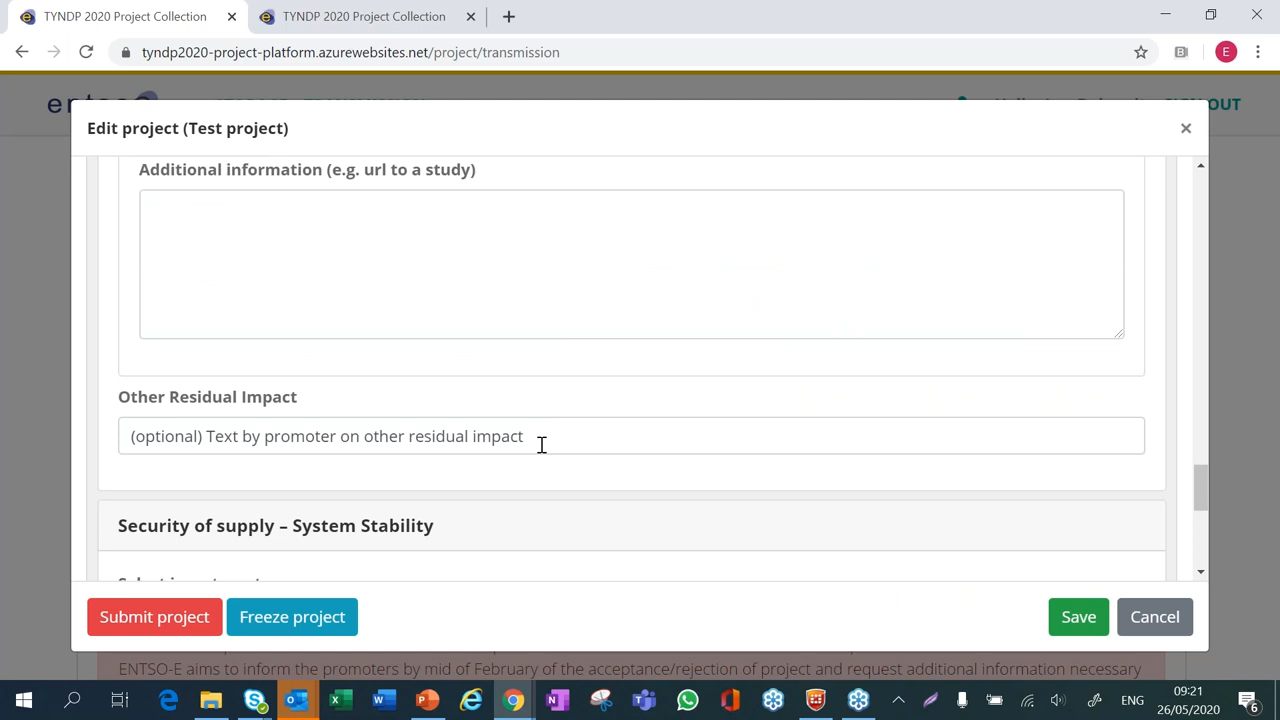 TYNDP 2020 Project Collection
TYNDP 2020 Project Collection
tyndp2020-project-platform.azurewebsites.net/project/transmission
B
E
OUT
Edit project (Test project)
Additional information (e.g. url to a study)
Other Residual Impact
(optional) Text by promoter on other residual impact
Security of supply – System Stability
Submit project
Freeze project
Save
Cancel
ENTSO-E aims to inform the promoters by mid of February of the acceptance/rejection of project and request additional information necessary
ENG
09:21
26/05/2020
6